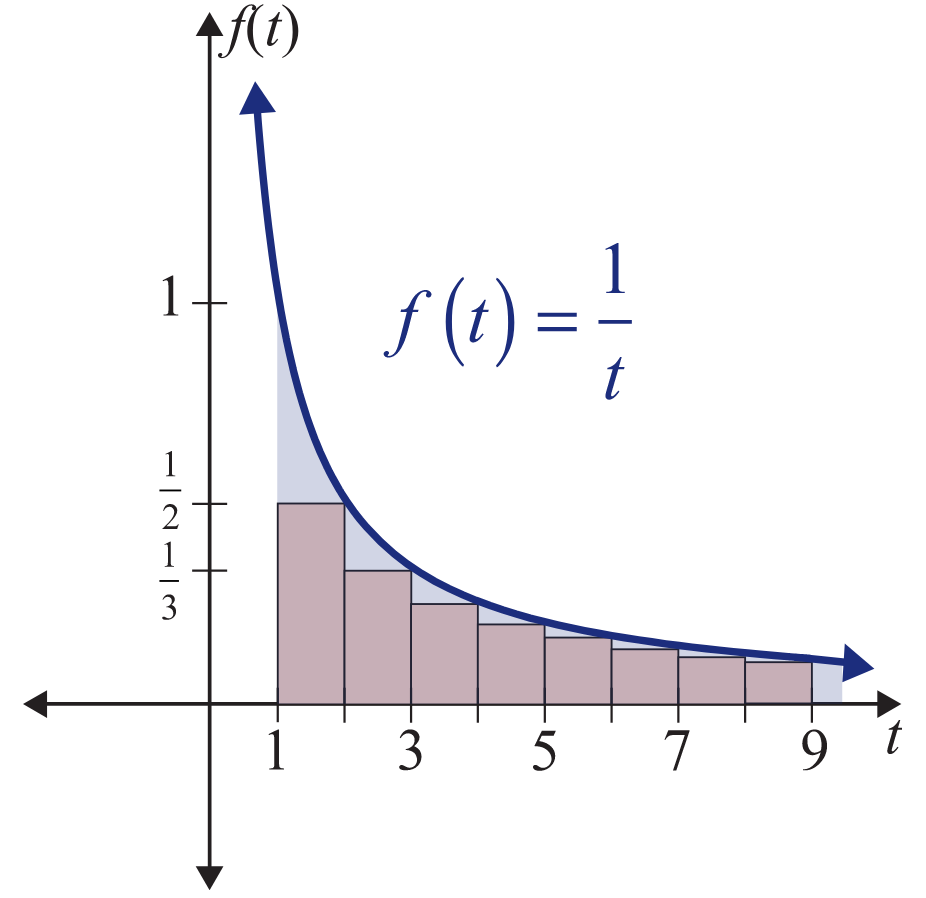 f(t)
f(t) = 1/t
1
1/2
1/3
1 3 5 7 9 t